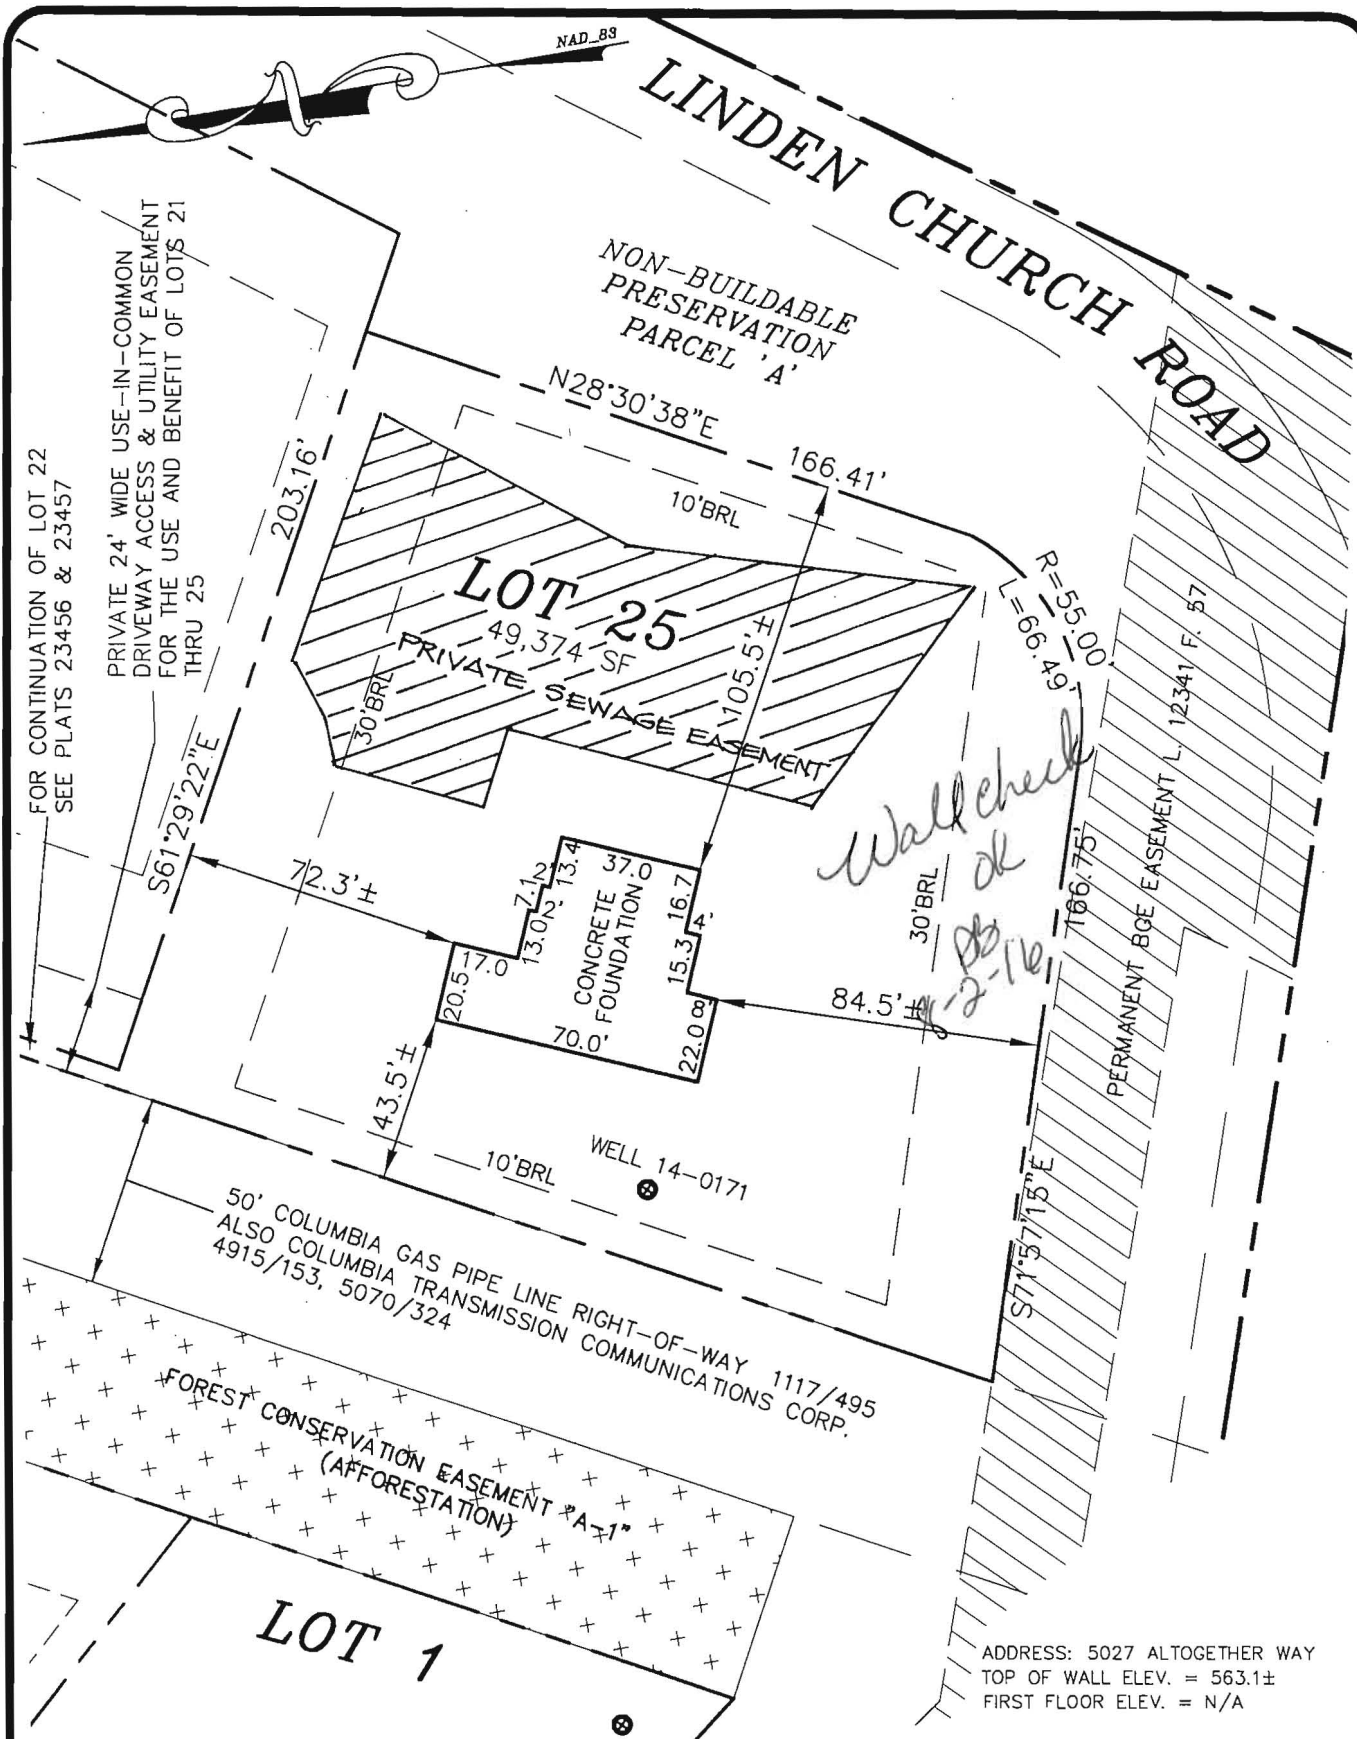 NAD_83
LINDEN CHURCH ROAD
NON-BUILDABLE
PRESERVATION
PARCEL 'A'
PRIVATE 24' WIDE USE-IN-COMMON
DRIVEWAY ACCESS & UTILITY EASEMENT
FOR THE USE AND BENEFIT OF LOTS 21
THRU 25
FOR CONTINUATION OF LOT 22
SEE PLATS 23456 & 23457
203.16'
S61°29'22"E
N28°30'38"E
166.41'
10'BRL
R=55.00'
L=66.49'
LOT 25
49,374 SF
PRIVATE SEWAGE EASEMENT
30'BRL
105.5'±
Wall check
ok
8-2-16
30'BRL
166.75'
PERMANENT BGE EASEMENT L. 12341 F. 57
S71°57'15"E
72.3'±
37.0
13.4
2'
7.1
2'
13.0
17.0
20.5
16.7
4'
15.3
8'
22.0
70.0'
CONCRETE
FOUNDATION
84.5'±
43.5'±
10'BRL
WELL 14-0171
50' COLUMBIA GAS PIPE LINE RIGHT-OF-WAY 1117/495
ALSO COLUMBIA TRANSMISSION COMMUNICATIONS CORP.
4915/153, 5070/324
FOREST CONSERVATION EASEMENT "A-1"
(AFFORESTATION)
LOT 1
ADDRESS: 5027 ALTOGETHER WAY
TOP OF WALL ELEV. = 563.1±
FIRST FLOOR ELEV. = N/A